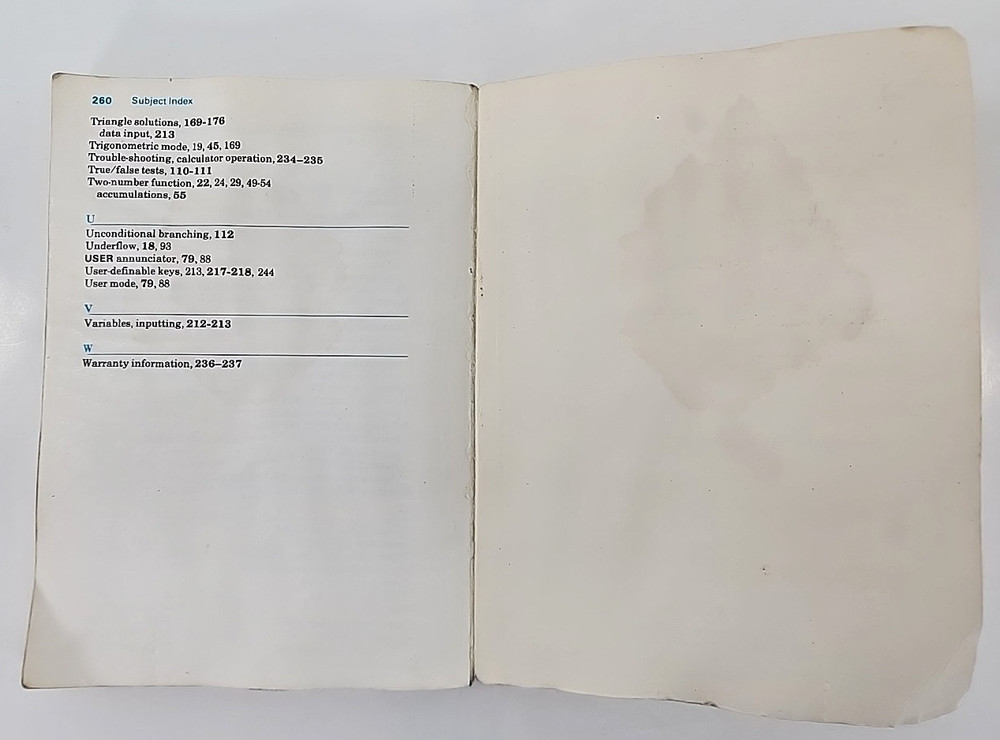 260 Subject Index
Triangle solutions, 169-176
data input, 213
Trigonometric mode, 19, 45, 169
Trouble-shooting, calculator operation, 234–235
True/false tests, 110-111
Two-number function, 22, 24, 29, 49-54
accumulations, 55
U
Unconditional branching, 112
Underflow, 18, 93
USER annunciator, 79, 88
User-definable keys, 213, 217-218, 244
User mode, 79, 88
V
Variables, inputting, 212-213
W
Warranty information, 236–237